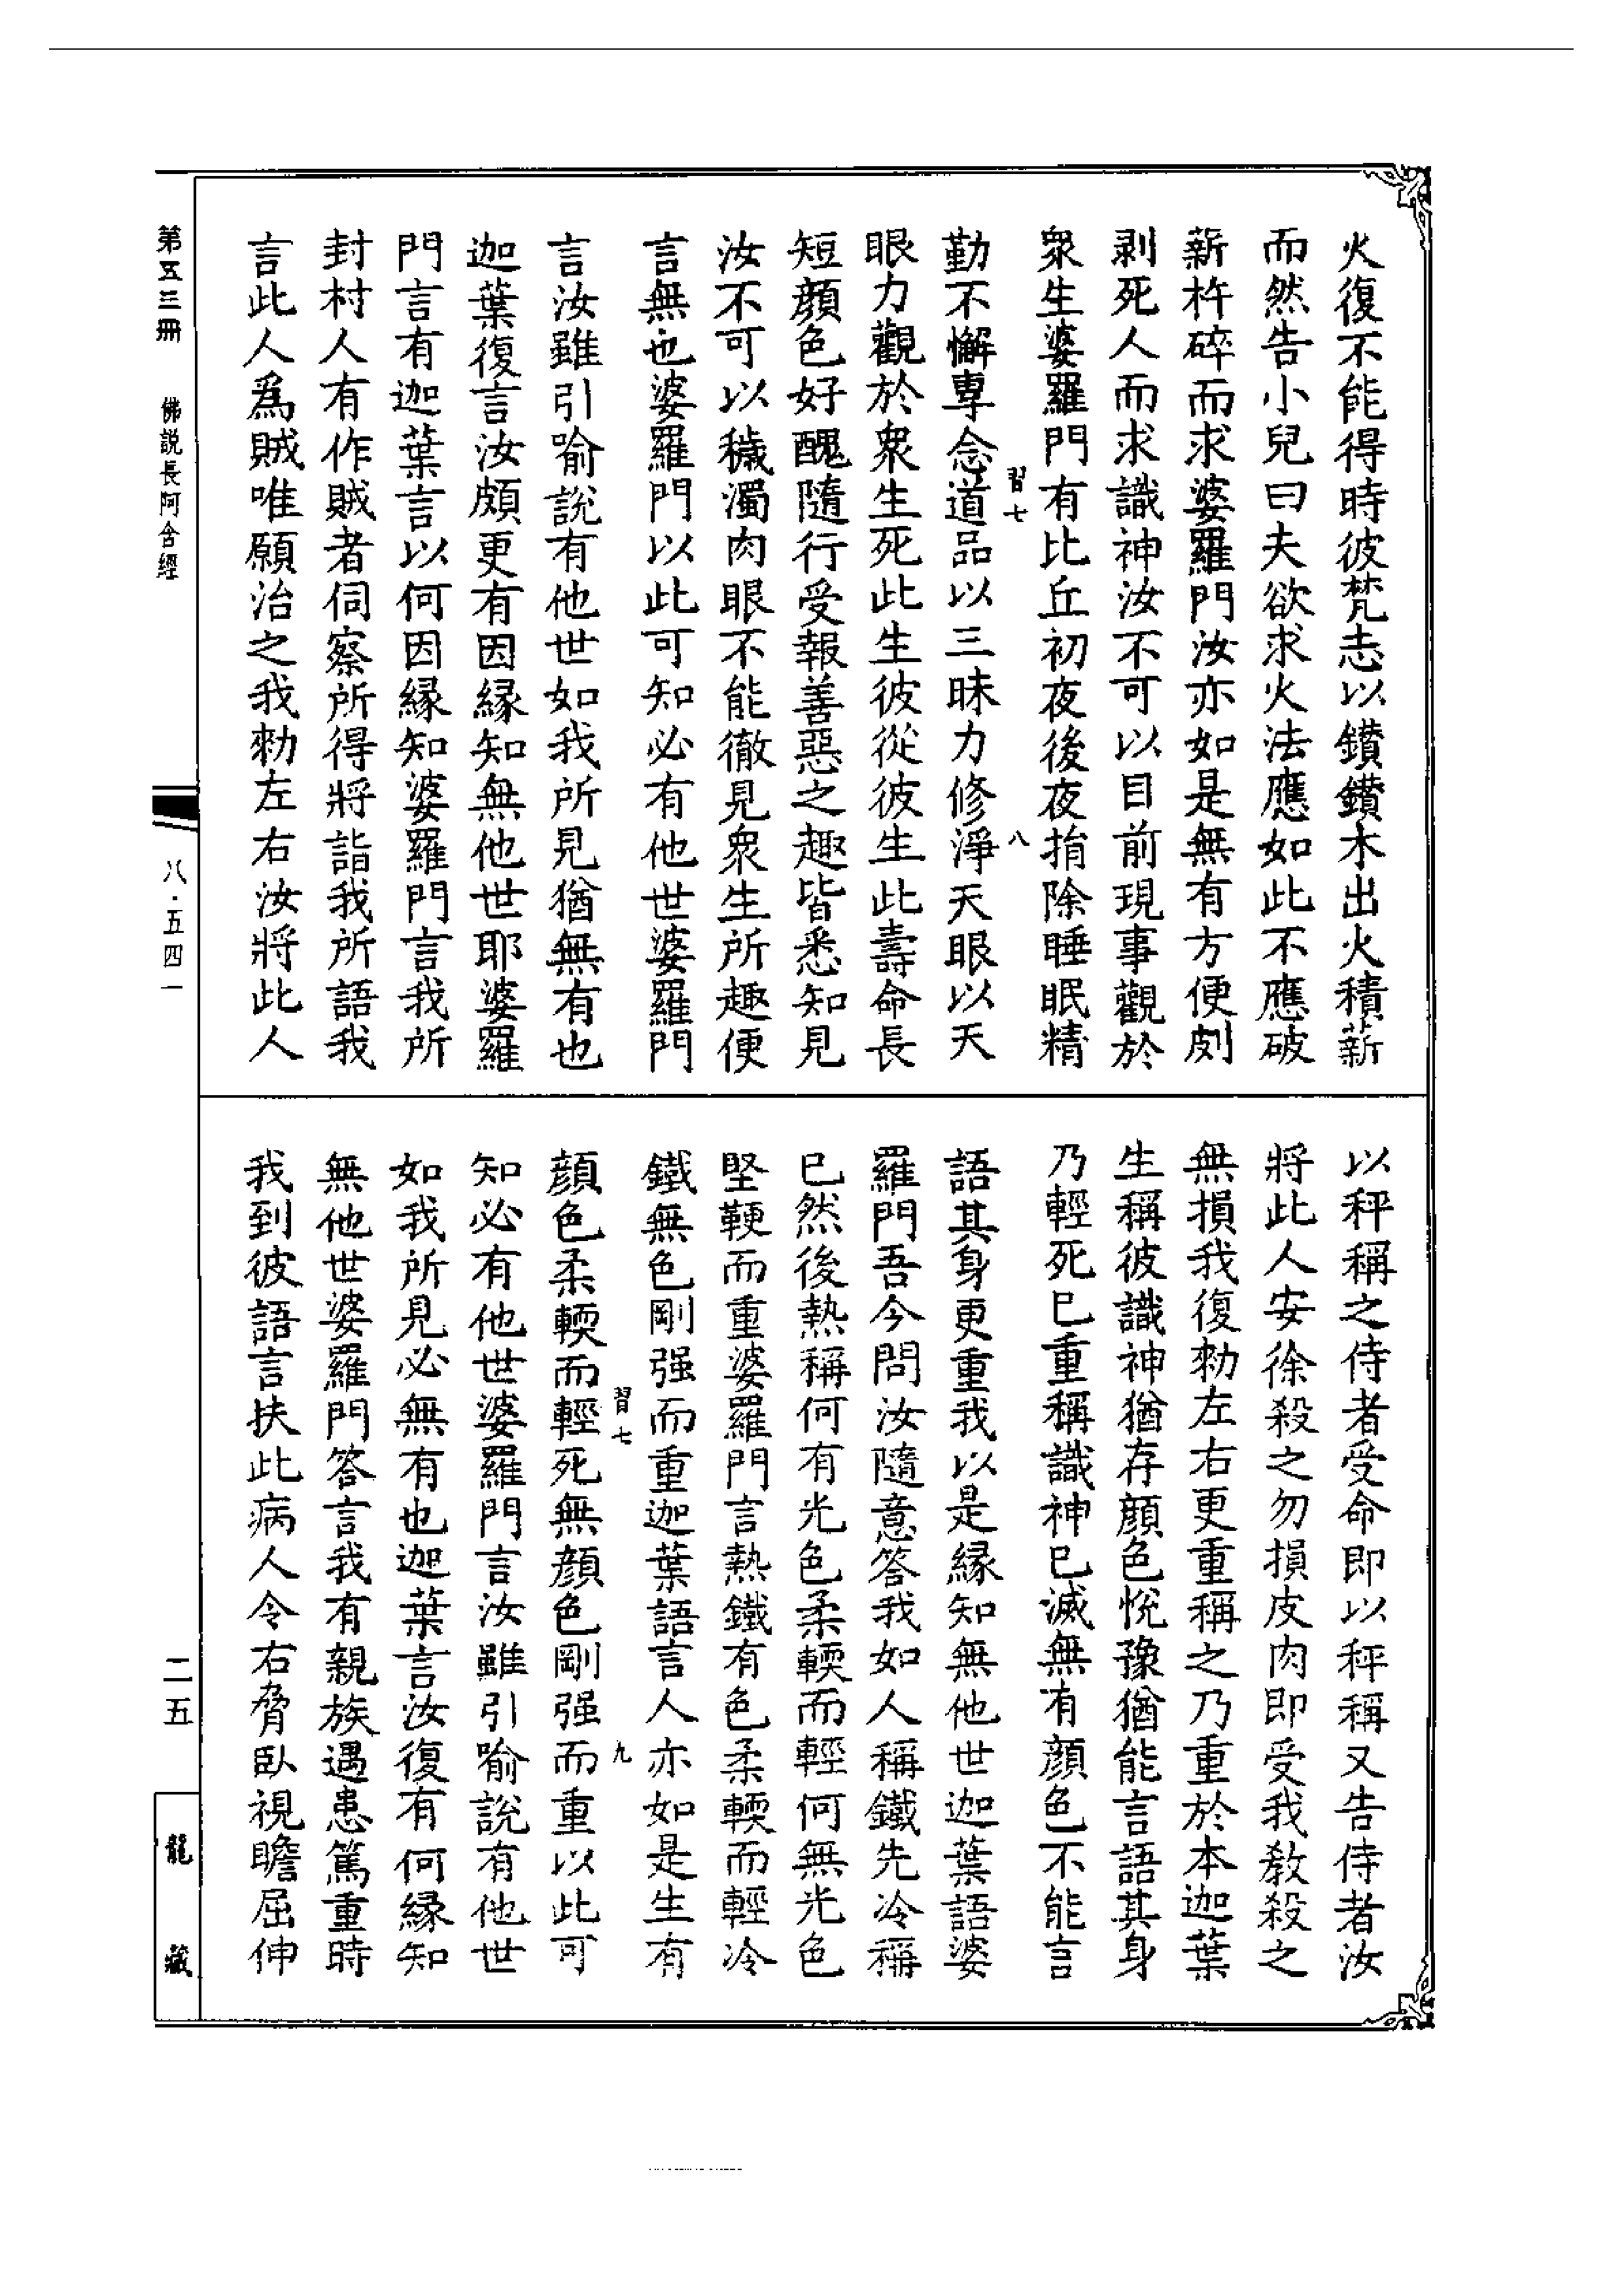 火復不能得時彼梵志以鑚鑚木出火積薪
而然告小兒曰夫欲求火法應如此不應破
薪杵碎而求婆羅門汝亦如是無有方便剫
剥死人而求識神汝不可以目前現事觀於
衆生婆羅門有比丘初夜後夜捐除睡眠精
習七
八
勤不懈專念道品以三昧力修淨天眼以天
眼力觀於衆生死此生彼從彼生此壽命長
短顔色好醜隨行受報善惡之趣皆悉知見
汝不可以穢濁肉眼不能徹見衆生所趣便
言無也婆羅門以此可知必有他世婆羅門
言汝雖引喻説有他世如我所見猶無有也
迦葉復言汝頗更有因縁知無他世耶婆羅
門言有迦葉言以何因縁知婆羅門言我所
封村人有作賊者伺察所得將詣我所語我
言此人爲賊唯願治之我勑左右汝將此人
以秤稱之侍者受命即以秤稱又告侍者汝
將此人安徐殺之勿損皮肉即受我教殺之
無損我復勑左右更重稱之乃重於本迦葉
生稱彼識神猶存顔色悅豫猶能言語其身
乃輕死已重稱識神已滅無有顔色不能言
語其身更重我以是縁知無他世迦葉語婆
羅門吾今問汝隨意答我如人稱鐵先冷稱
已然後熱稱何有光色柔輭而輕何無光色
堅鞕而重婆羅門言熱鐵有色柔輭而輕冷
鐵無色剛强而重迦葉語言人亦如是生有
習七
九
顔色柔輭而輕死無顔色剛强而重以此可
知必有他世婆羅門言汝雖引喻説有他世
如我所見必無有也迦葉言汝復有何縁知
無他世婆羅門答言我有親族遇患篤重時
我到彼語言扶此病人令右脅臥視瞻屈伸
第五三冊
佛説長阿含經
八·五四一
二五
龍藏